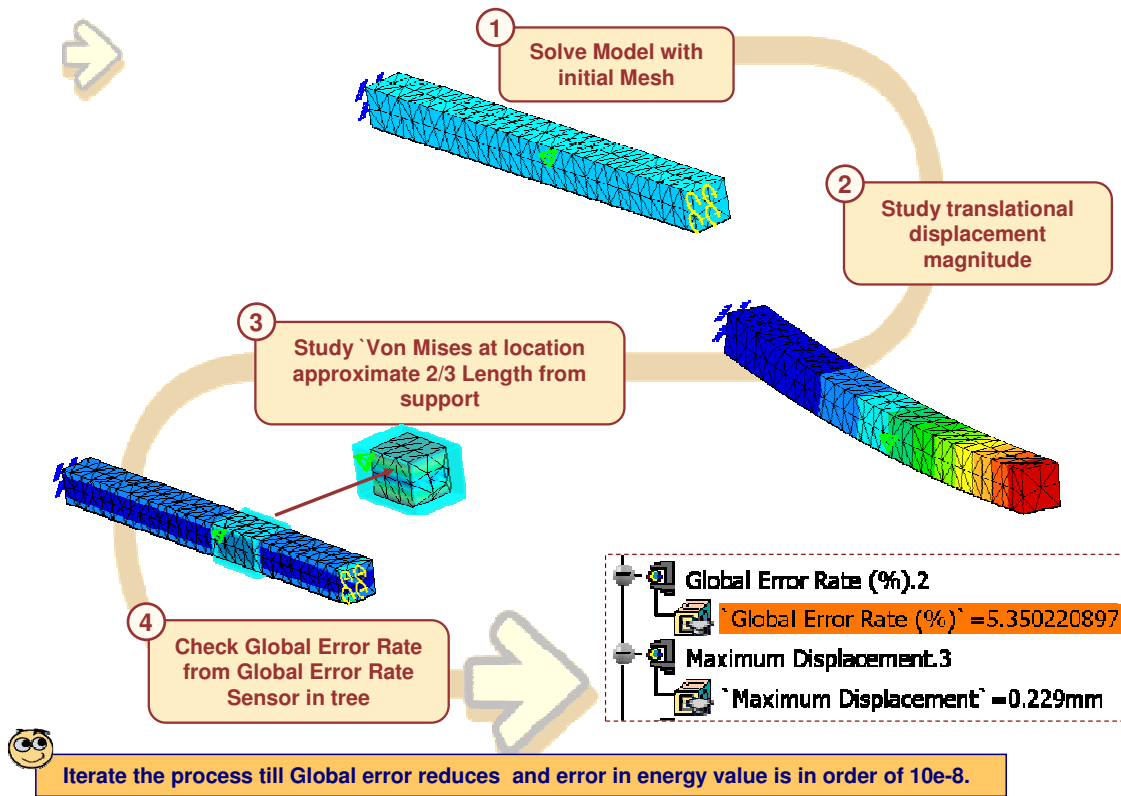 1
Solve Model with
initial Mesh
2
Study translational
displacement
magnitude
3
Study `Von Mises at location
approximate 2/3 Length from
support
4
Check Global Error Rate
from Global Error Rate
Sensor in tree
Global Error Rate (%).2
`Global Error Rate (%)`=5.350220897
Maximum Displacement.3
`Maximum Displacement`=0.229mm
Iterate the process till Global error reduces and error in energy value is in order of 10e-8.